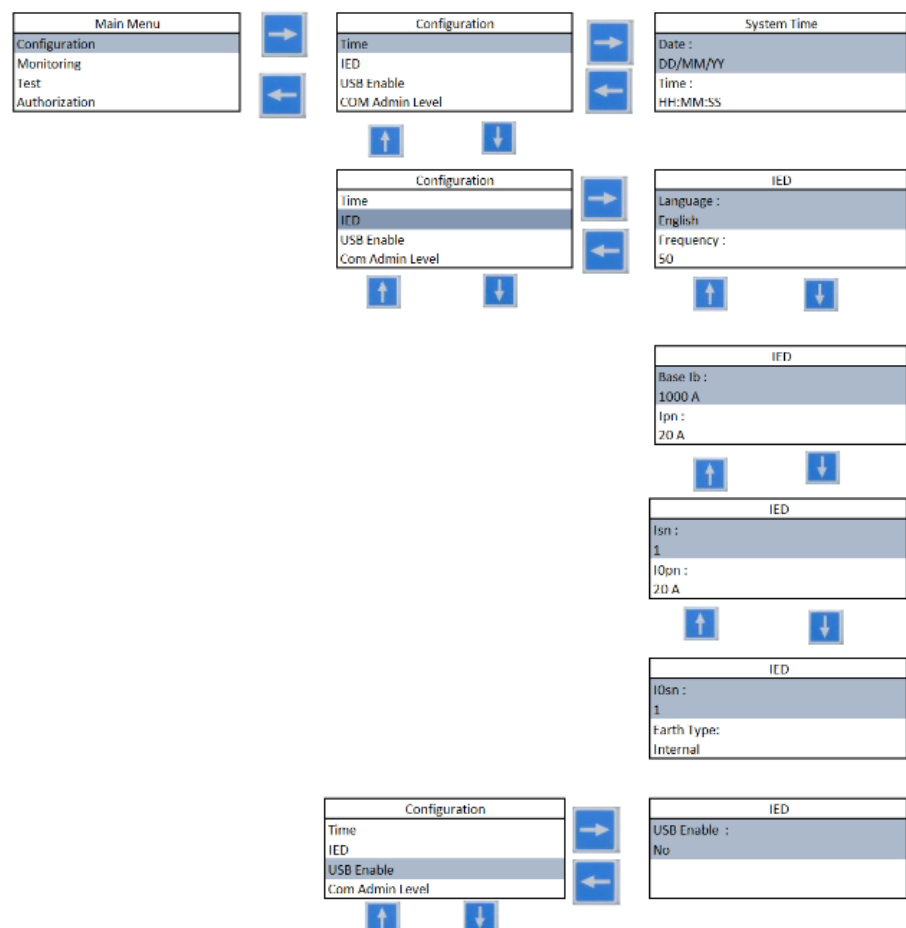 Main Menu
Configuration
Monitoring
Test
Authorization
Configuration
Time
IED
USB Enable
COM Admin Level
System Time
Date :
DD/MM/YY
Time :
HH:MM:SS
Configuration
Time
IED
USB Enable
Com Admin Level
IED
Language :
English
Frequency :
50
IED
Base Ib :
1000 A
Ipn :
20 A
IED
Isn :
1
I0pn :
20 A
IED
I0sn :
1
Earth Type:
Internal
Configuration
Time
IED
USB Enable
Com Admin Level
IED
USB Enable :
No